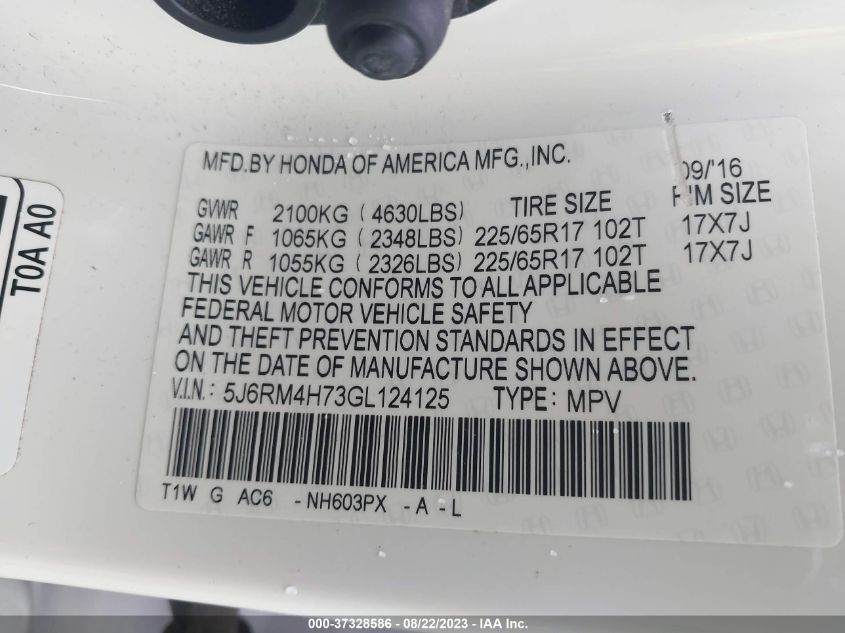 MFD.BY HONDA OF AMERICA MFG.,INC. 09/'16
GVWR 2100KG (4630LBS) TIRE SIZE RIM SIZE
GAWR F 1065KG (2348LBS) 225/65R17 102T 17X7J
GAWR R 1055KG (2326LBS) 225/65R17 102T 17X7J
THIS VEHICLE CONFORMS TO ALL APPLICABLE
FEDERAL MOTOR VEHICLE SAFETY
AND THEFT PREVENTION STANDARDS IN EFFECT
ON THE DATE OF MANUFACTURE SHOWN ABOVE.
V.I.N.: 5J6RM4H73GL124125 TYPE: MPV
T1W G AC6 -NH603PX -A -L
T0A A0
000-37328586 - 08/22/2023 - IAA Inc.